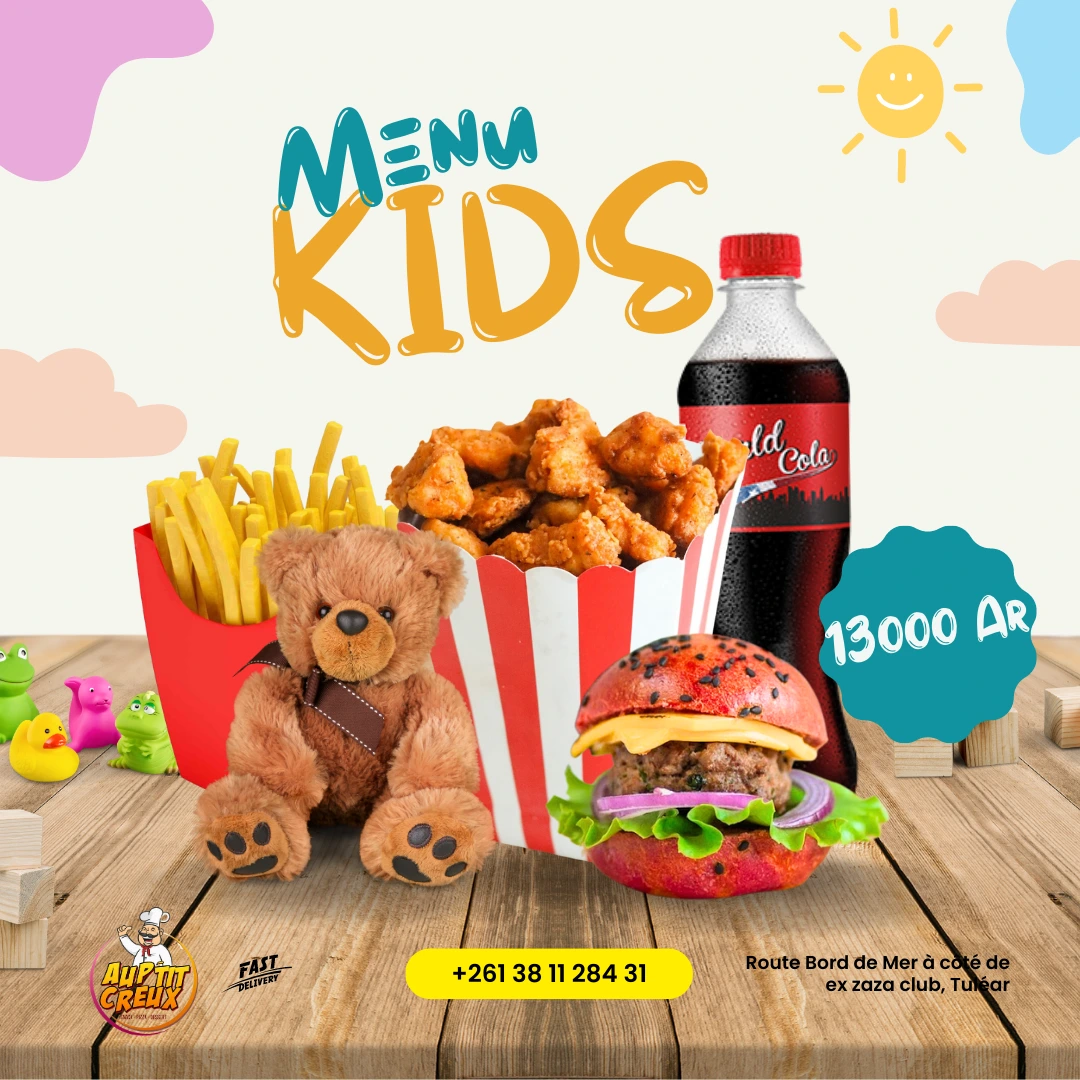 MENU
KIDS
Cola
13000 AR
AU P'TIT
CREUX
FAST
DELIVERY
+261 38 11 284 31
Route Bord de Mer à côté de
ex zaza club, Tuléar